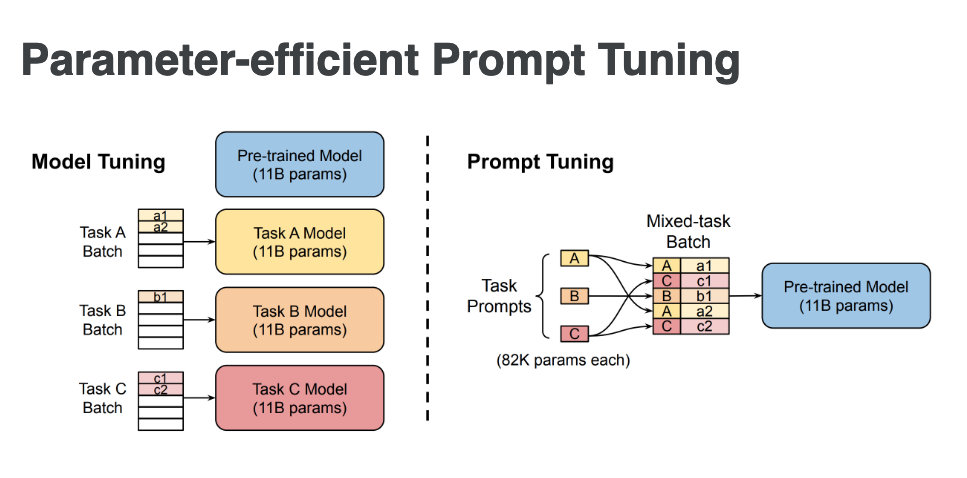 Parameter-efficient Prompt Tuning
Model Tuning
Pre-trained Model
(11B params)
Task A
Batch
a1
a2
Task A Model
(11B params)
Task B
Batch
b1
Task B Model
(11B params)
Task C
Batch
c1
c2
Task C Model
(11B params)
Prompt Tuning
Task
Prompts
A
B
C
(82K params each)
Mixed-task
Batch
A a1
C c1
B b1
A a2
C c2
Pre-trained Model
(11B params)